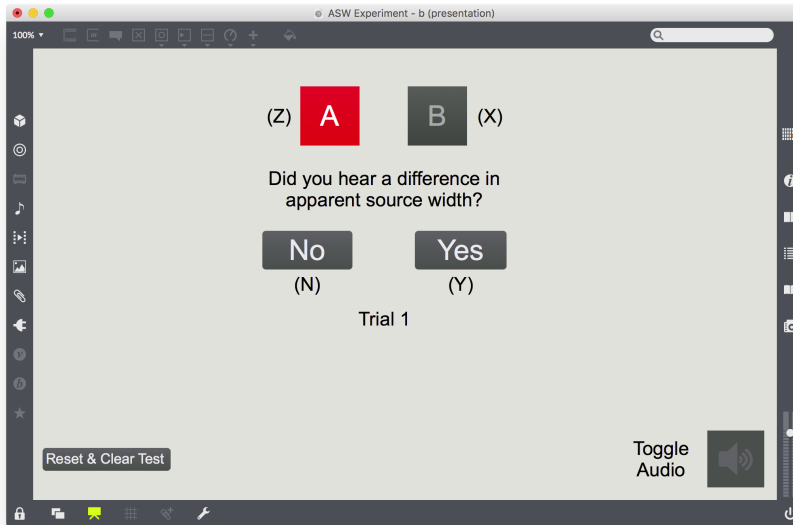 ASW Experiment - b (presentation)
100%
(Z) A B (X)
Did you hear a difference in
apparent source width?
No Yes
(N) (Y)
Trial 1
Reset & Clear Test
Toggle
Audio